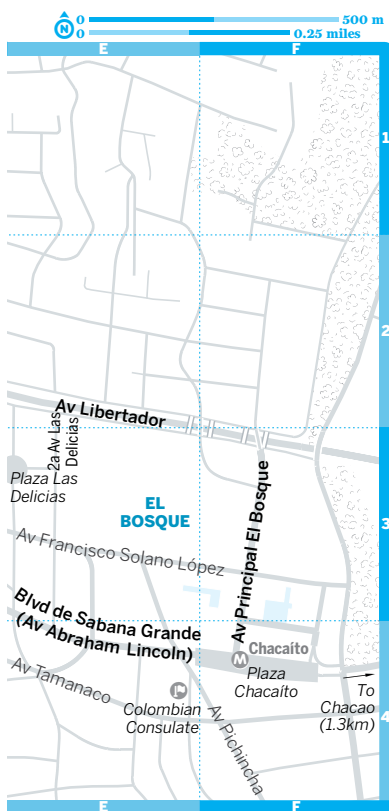 N
0 500 m
0 0.25 miles
E F
1
2
Av Libertador
2a Av Las
Delicias
Plaza Las
Delicias
EL
BOSQUE
3
Av Principal El Bosque
Av Francisco Solano López
Blvd de Sabana Grande
(Av Abraham Lincoln)
M
Chacaíto
Plaza
Chacaíto
Av Tamanaco
Colombian
Consulate
Av Pichincha
To
Chacao
(1.3km)
4
E F